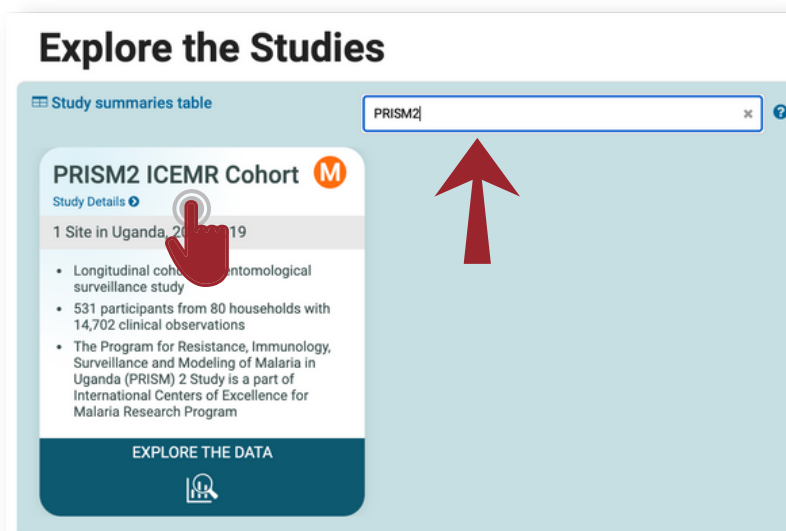 Explore the Studies
Study summaries table
PRISM2
PRISM2 ICEMR Cohort M
Study Details
1 Site in Uganda, 19
• Longitudinal entomological
surveillance study
• 531 participants from 80 households with
14,702 clinical observations
• The Program for Resistance, Immunology,
Surveillance and Modeling of Malaria in
Uganda (PRISM) 2 Study is a part of
International Centers of Excellence for
Malaria Research Program
EXPLORE THE DATA